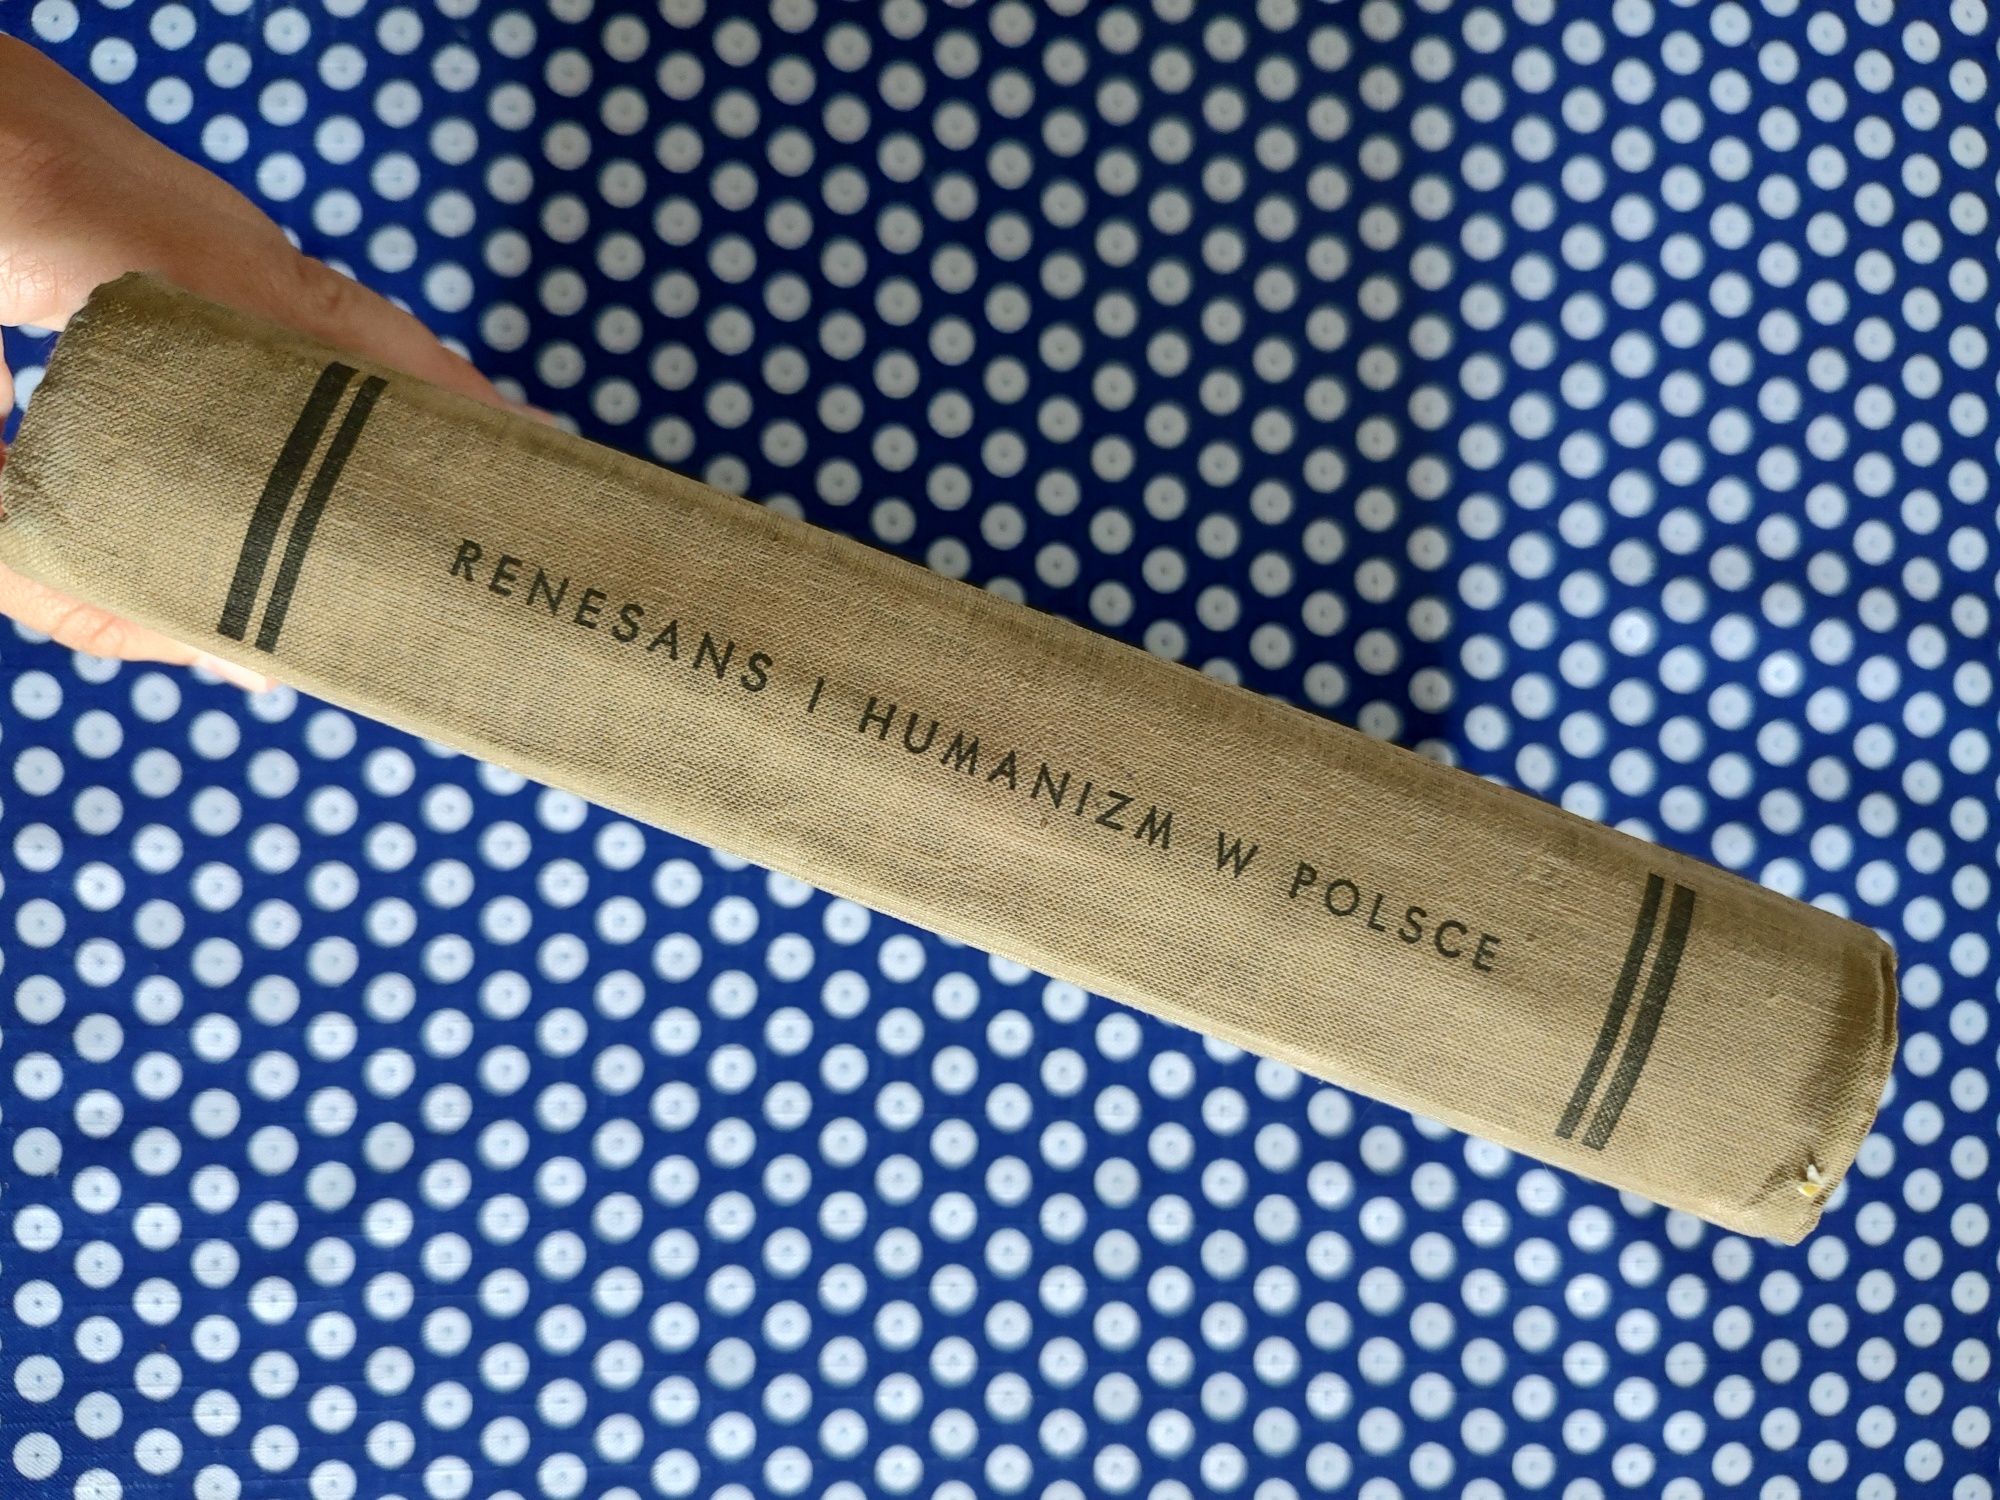 RENESANS I HUMANIZM W POLSCE